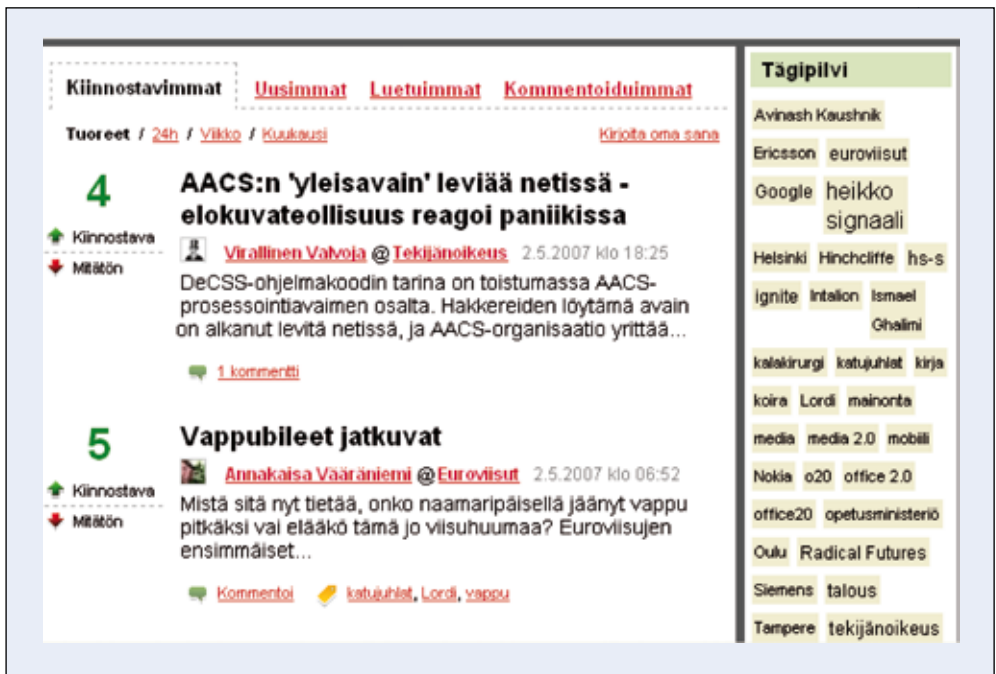 Kiinnostavimmat Uusimmat Luetuimmat Kommentoiduimmat
Tuoreet / 24h / Viikko / Kuukausi Kirjoita oma sana
4
Kiinnostava
Mitätön
AACS:n 'yleisavain' leviää netissä -
elokuvateollisuus reagoi paniikissa
Virallinen Valvoja @ Tekijänoikeus 2.5.2007 klo 18:25
DeCSS-ohjelmakoodin tarina on toistumassa AACS-
prosessointiavaimen osalta. Hakkereiden löytämä avain
on alkanut levitä netissä, ja AACS-organisaatio yrittää...
1 kommentti
5
Kiinnostava
Mitätön
Vappubileet jatkuvat
Annakaisa Vääräniemi @ Euroviisut 2.5.2007 klo 06:52
Mistä sitä nyt tietää, onko naamaripäisellä jäänyt vappu
pitkäksi vai elääkö tämä jo viisuhuumaa? Euroviisujen
ensimmäiset...
Kommentoi katujuhlat, Lordi, vappu
Tägipilvi
Avinash Kaushnik
Ericsson euroviisut
Google heikko
signaali
Helsinki Hinchcliffe hs-s
ignite Intalion Ismael
Ghalimi
kalakirurgi katujuhlat kirja
koira Lordi mainonta
media media 2.0 mobiili
Nokia o20 office 2.0
office20 opetusministeriö
Oulu Radical Futures
Siemens talous
Tampere tekijänoikeus